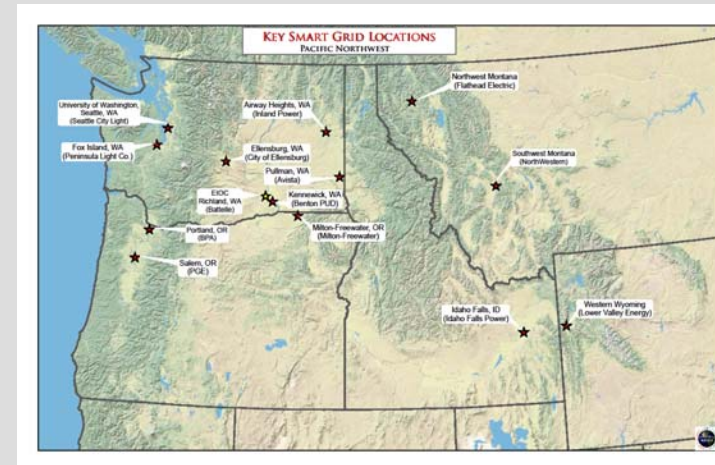 KEY SMART GRID LOCATIONS
PACIFIC NORTHWEST
Northwest Montana
(Flathead Electric)
University of Washington,
Seattle, WA
(Seattle City Light)
Airway Heights, WA
(Inland Power)
Fox Island, WA
(Peninsula Light Co.)
Ellensburg, WA
(City of Ellensburg)
Pullman, WA
(Avista)
Southwest Montana
(NorthWestern)
EIOC
Richland, WA
(Battelle)
Kennewick, WA
(Benton PUD)
Portland, OR
(BPA)
Milton-Freewater, OR
(Milton-Freewater)
Salem, OR
(PGE)
Idaho Falls, ID
(Idaho Falls Power)
Western Wyoming
(Lower Valley Energy)